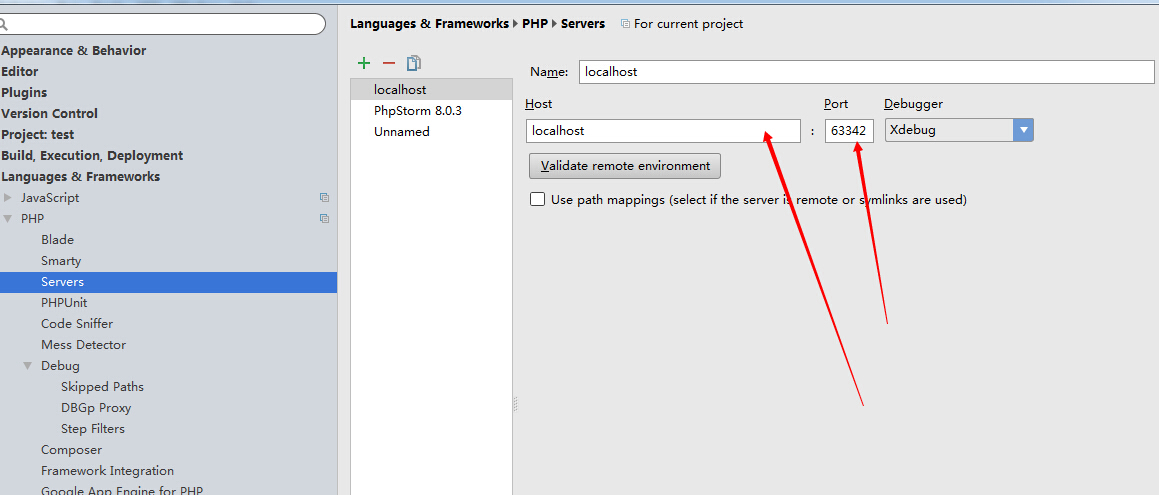 Languages & Frameworks ▸ PHP ▸ Servers For current project
Appearance & Behavior
Editor
Plugins
Version Control
Project: test
Build, Execution, Deployment
Languages & Frameworks
JavaScript
PHP
Blade
Smarty
Servers
PHPUnit
Code Sniffer
Mess Detector
Debug
Skipped Paths
DBGp Proxy
Step Filters
Composer
Framework Integration
Google App Engine for PHP
localhost
PhpStorm 8.0.3
Unnamed
Name: localhost
Host Port Debugger
localhost : 63342 Xdebug
Validate remote environment
Use path mappings (select if the server is remote or symlinks are used)